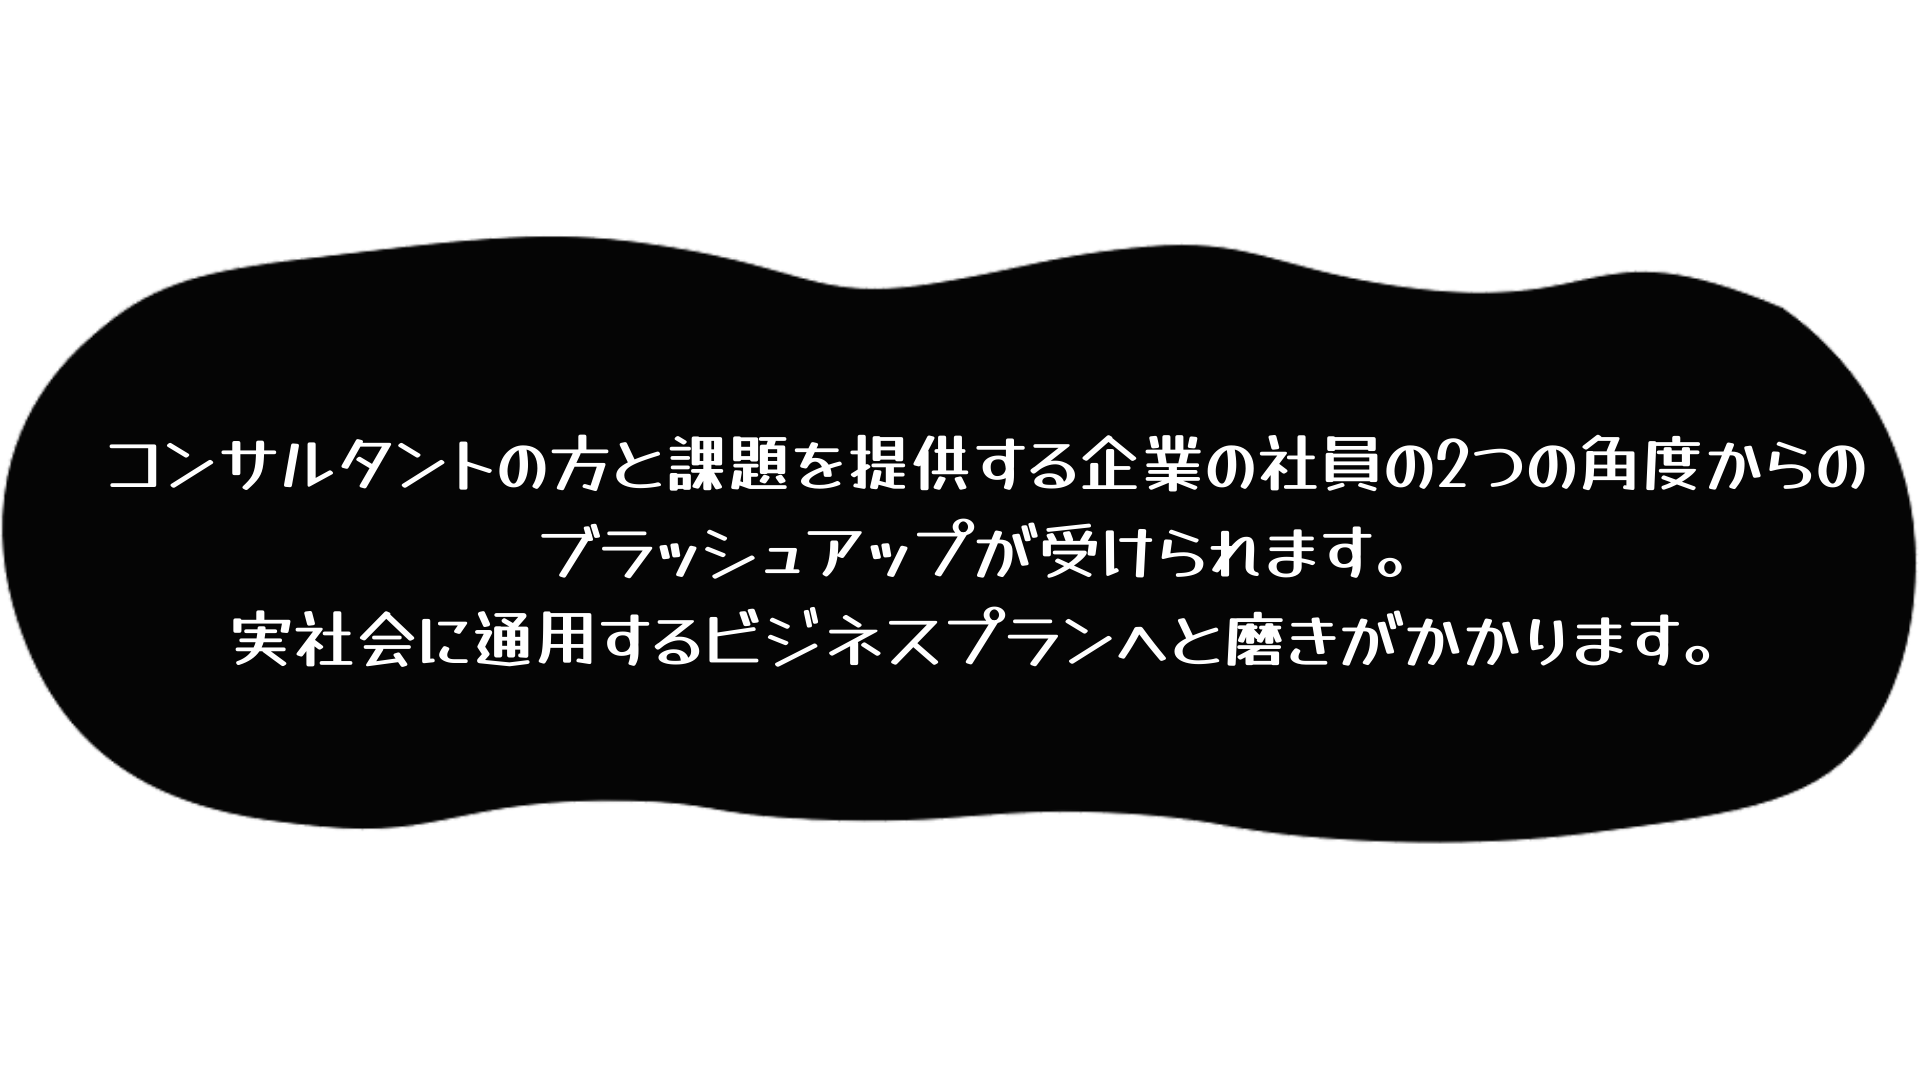 コンサルタントの方と課題を提供する企業の社員の2つの角度からの
ブラッシュアップが受けられます。
実社会に通用するビジネスプランへと磨きがかかります。